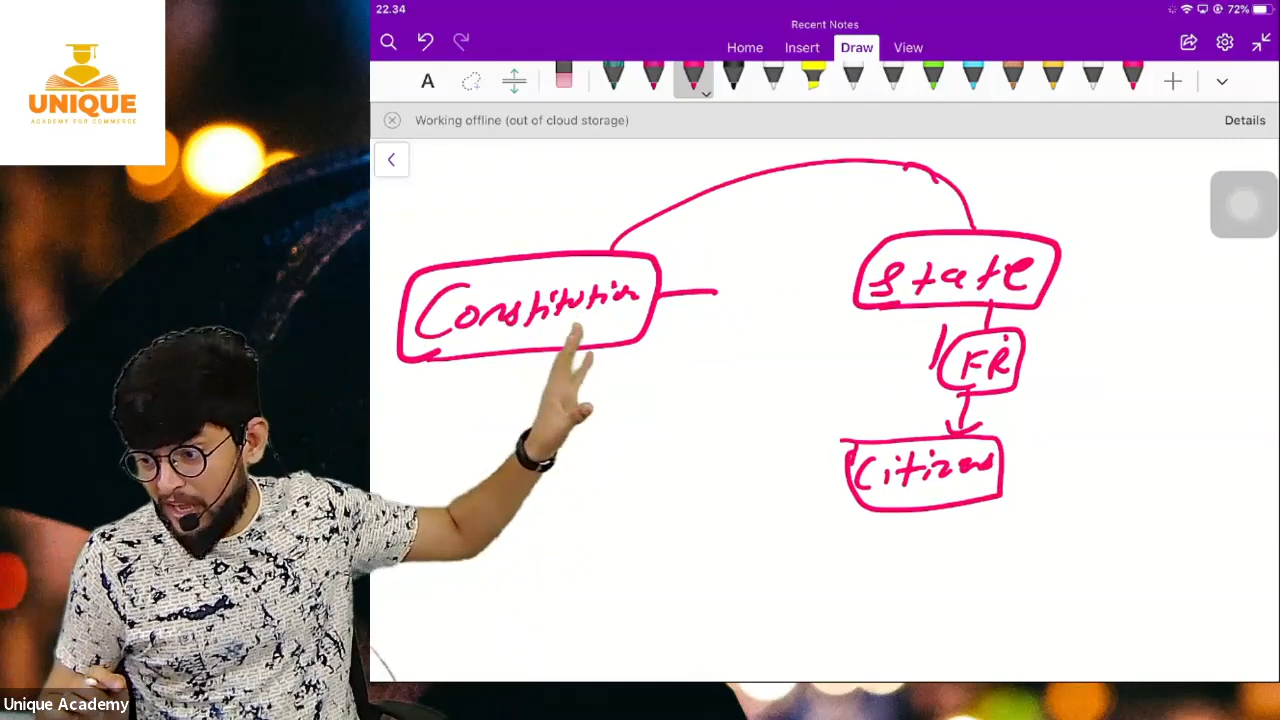 22.34
72%
Recent Notes
Home Insert Draw View
A
Working offline (out of cloud storage)
Details
UNIQUE
ACADEMY FOR COMMERCE
Constitution
State
FR
Citizens
Unique Academy